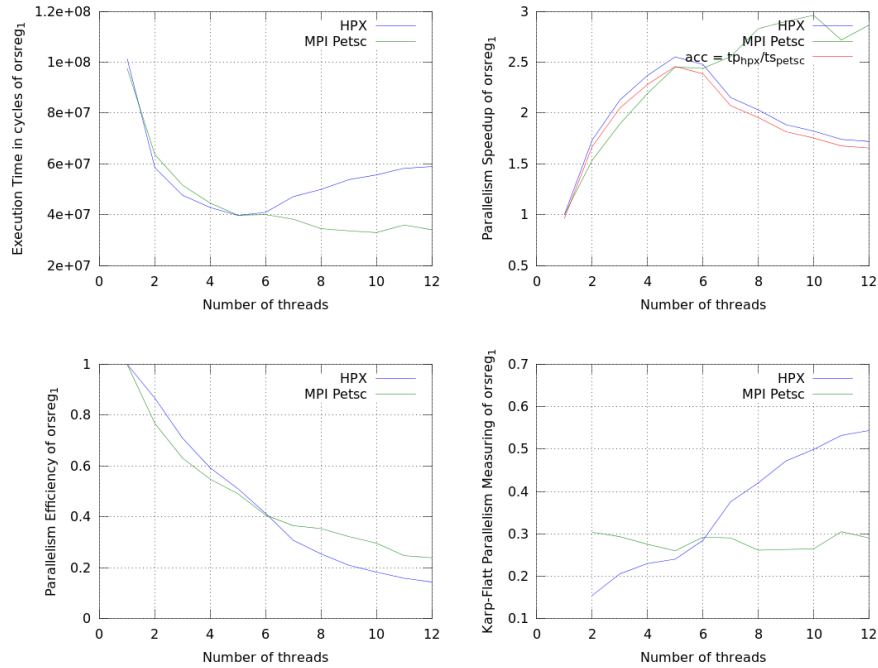 1.2e+08
1e+08
8e+07
6e+07
4e+07
2e+07
Execution Time in cycles of orsreg₁
HPX
MPI Petsc
0 2 4 6 8 10 12
Number of threads
3
2.5
2
1.5
1
0.5
Parallelism Speedup of orsreg₁
HPX
MPI Petsc
acc = tp_hpx/ts_petsc
0 2 4 6 8 10 12
Number of threads
1
0.8
0.6
0.4
0.2
0
Parallelism Efficiency of orsreg₁
HPX
MPI Petsc
0 2 4 6 8 10 12
Number of threads
0.7
0.6
0.5
0.4
0.3
0.2
0.1
Karp-Flatt Parallelism Measuring of orsreg₁
HPX
MPI Petsc
0 2 4 6 8 10 12
Number of threads